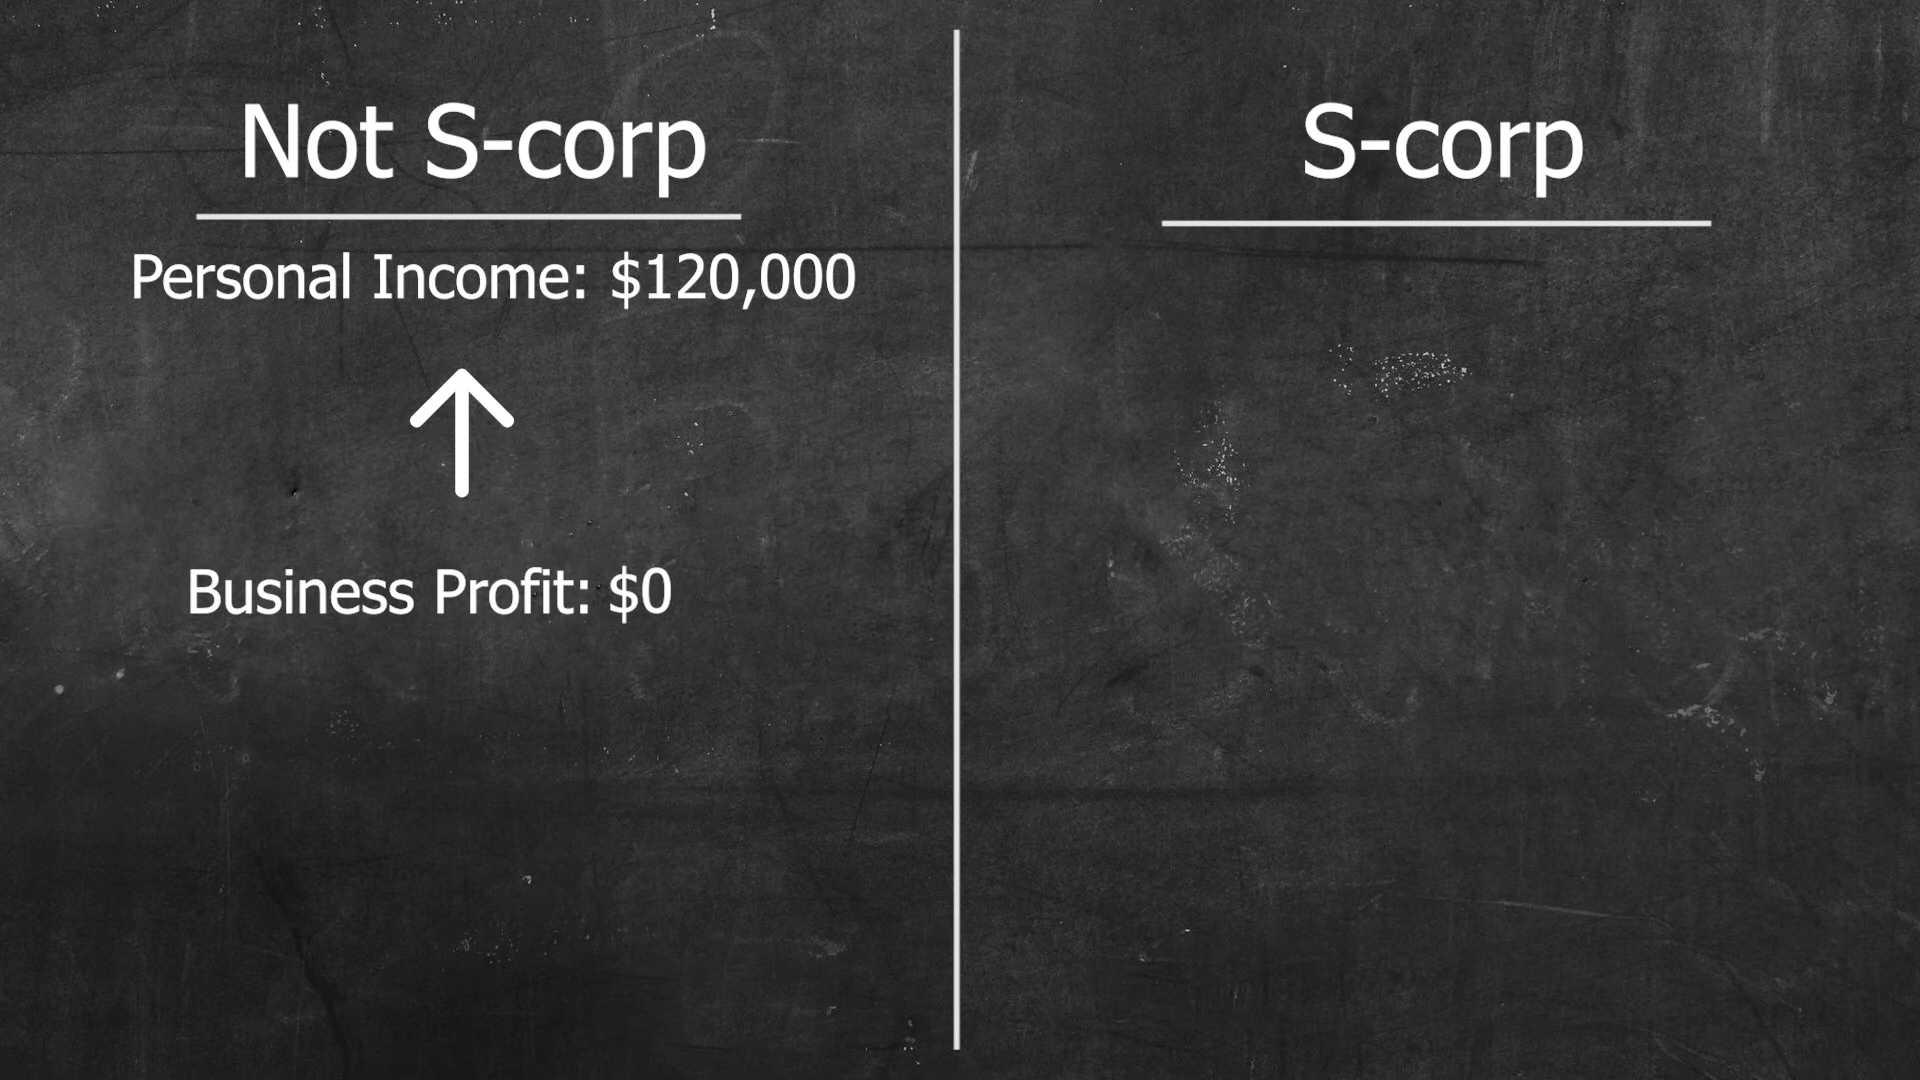 Not S-corp
Personal Income: $120,000
Business Profit: $0
S-corp